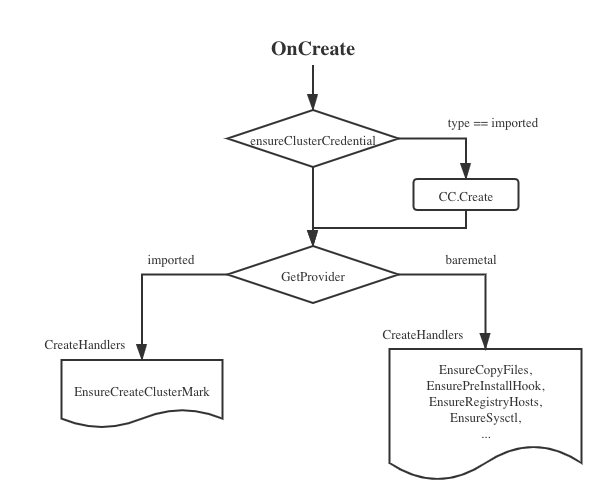 OnCreate
ensureClusterCredential
type == imported
CC.Create
GetProvider
imported
baremetal
CreateHandlers
EnsureCreateClusterMark
CreateHandlers
EnsureCopyFiles,
EnsurePreInstallHook,
EnsureRegistryHosts,
EnsureSysctl,
...